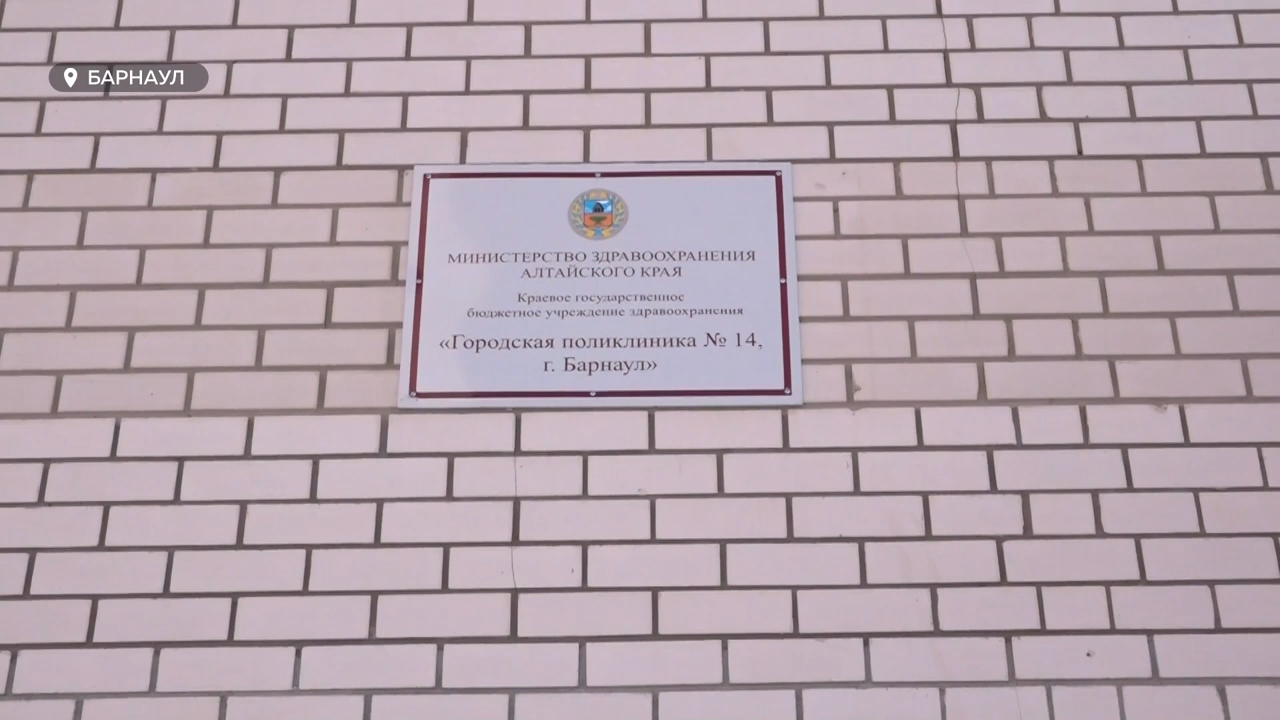 БАРНАУЛ
МИНИСТЕРСТВО ЗДРАВООХРАНЕНИЯ
АЛТАЙСКОГО КРАЯ
Краевое государственное
бюджетное учреждение здравоохранения
«Городская поликлиника № 14,
г. Барнаул»